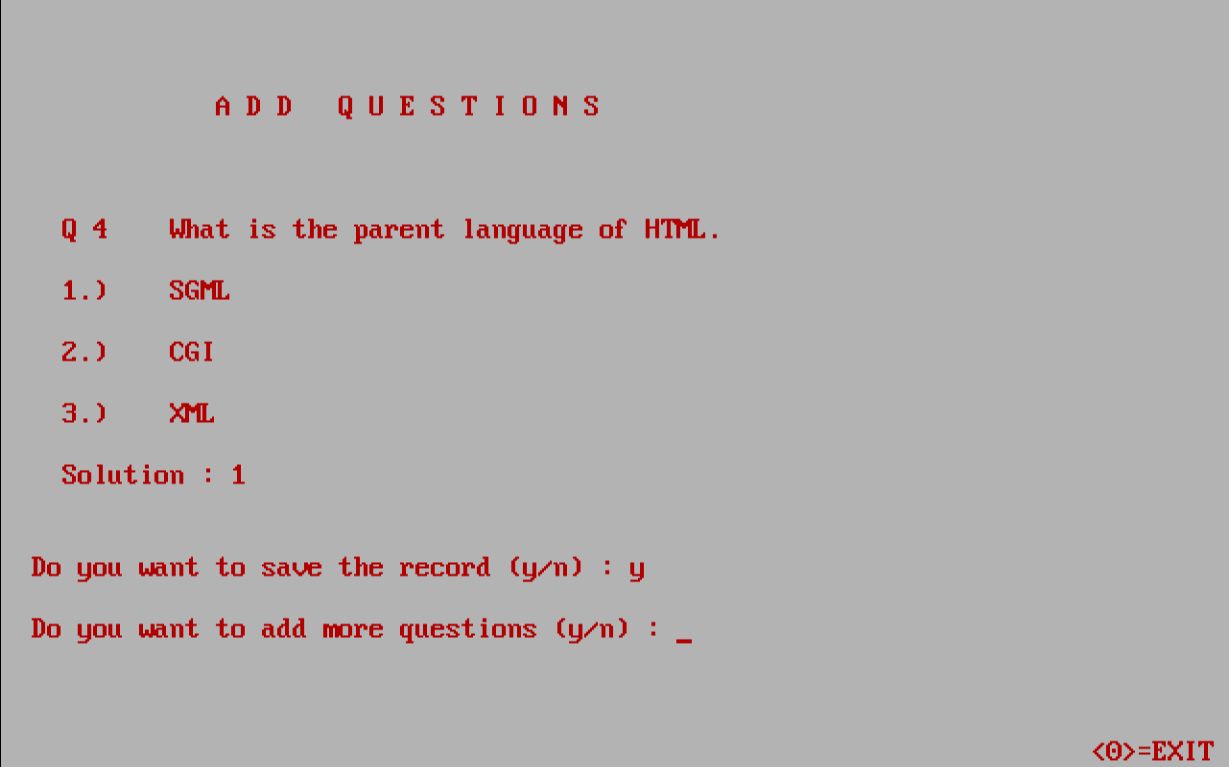 A D D   Q U E S T I O N S
Q 4    What is the parent language of HTML.
1.)    SGML
2.)    CGI
3.)    XML
Solution : 1
Do you want to save the record (y/n) : y
Do you want to add more questions (y/n) : _
<0>=EXIT